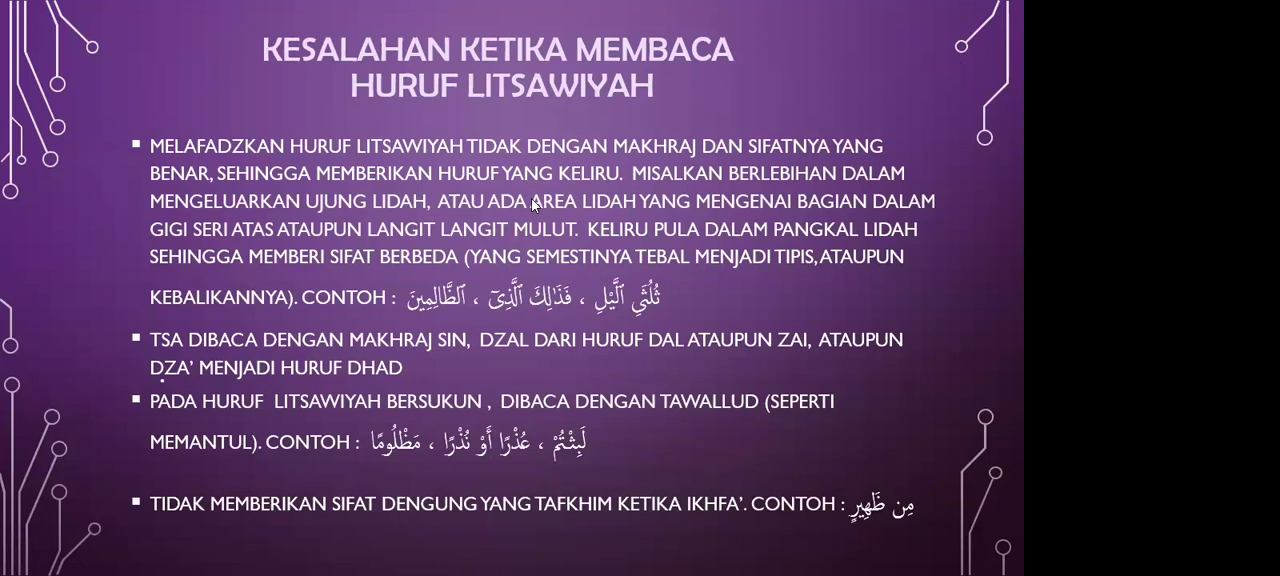 KESALAHAN KETIKA MEMBACA
HURUF LITSAWIYAH
▪ MELAFADZKAN HURUF LITSAWIYAH TIDAK DENGAN MAKHRAJ DAN SIFATNYA YANG
BENAR, SEHINGGA MEMBERIKAN HURUF YANG KELIRU. MISALKAN BERLEBIHAN DALAM
MENGELUARKAN UJUNG LIDAH, ATAU ADA AREA LIDAH YANG MENGENAI BAGIAN DALAM
GIGI SERI ATAS ATAUPUN LANGIT LANGIT MULUT. KELIRU PULA DALAM PANGKAL LIDAH
SEHINGGA MEMBERI SIFAT BERBEDA (YANG SEMESTINYA TEBAL MENJADI TIPIS, ATAUPUN
KEBALIKANNYA). CONTOH : ثُلُثَىِ ٱلَّيْلِ ، فَذَٰلِكَ ٱلَّذِىٓ ، ٱلظَّالِمِينَ
▪ TSA DIBACA DENGAN MAKHRAJ SIN, DZAL DARI HURUF DAL ATAUPUN ZAI, ATAUPUN
ḌZA’ MENJADI HURUF DHAD
▪ PADA HURUF LITSAWIYAH BERSUKUN , DIBACA DENGAN TAWALLUD (SEPERTI
MEMANTUL). CONTOH : لَبِثْتُمْ ، عُذْرًا أَوْ نُذْرًا ، مَظْلُومًا
▪ TIDAK MEMBERIKAN SIFAT DENGUNG YANG TAFKHIM KETIKA IKHFA’. CONTOH : مِن ظَهِيرٍ